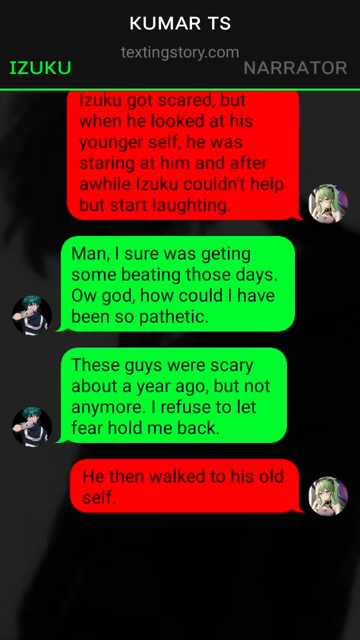 KUMAR TS
textingstory.com
IZUKU
NARRATOR
Izuku got scared, but
when he looked at his
younger self, he was
staring at him and after
awhile Izuku couldn't help
but start laughting.
Man, I sure was geting
some beating those days.
Ow god, how could I have
been so pathetic.
These guys were scary
about a year ago, but not
anymore. I refuse to let
fear hold me back.
He then walked to his old
self.